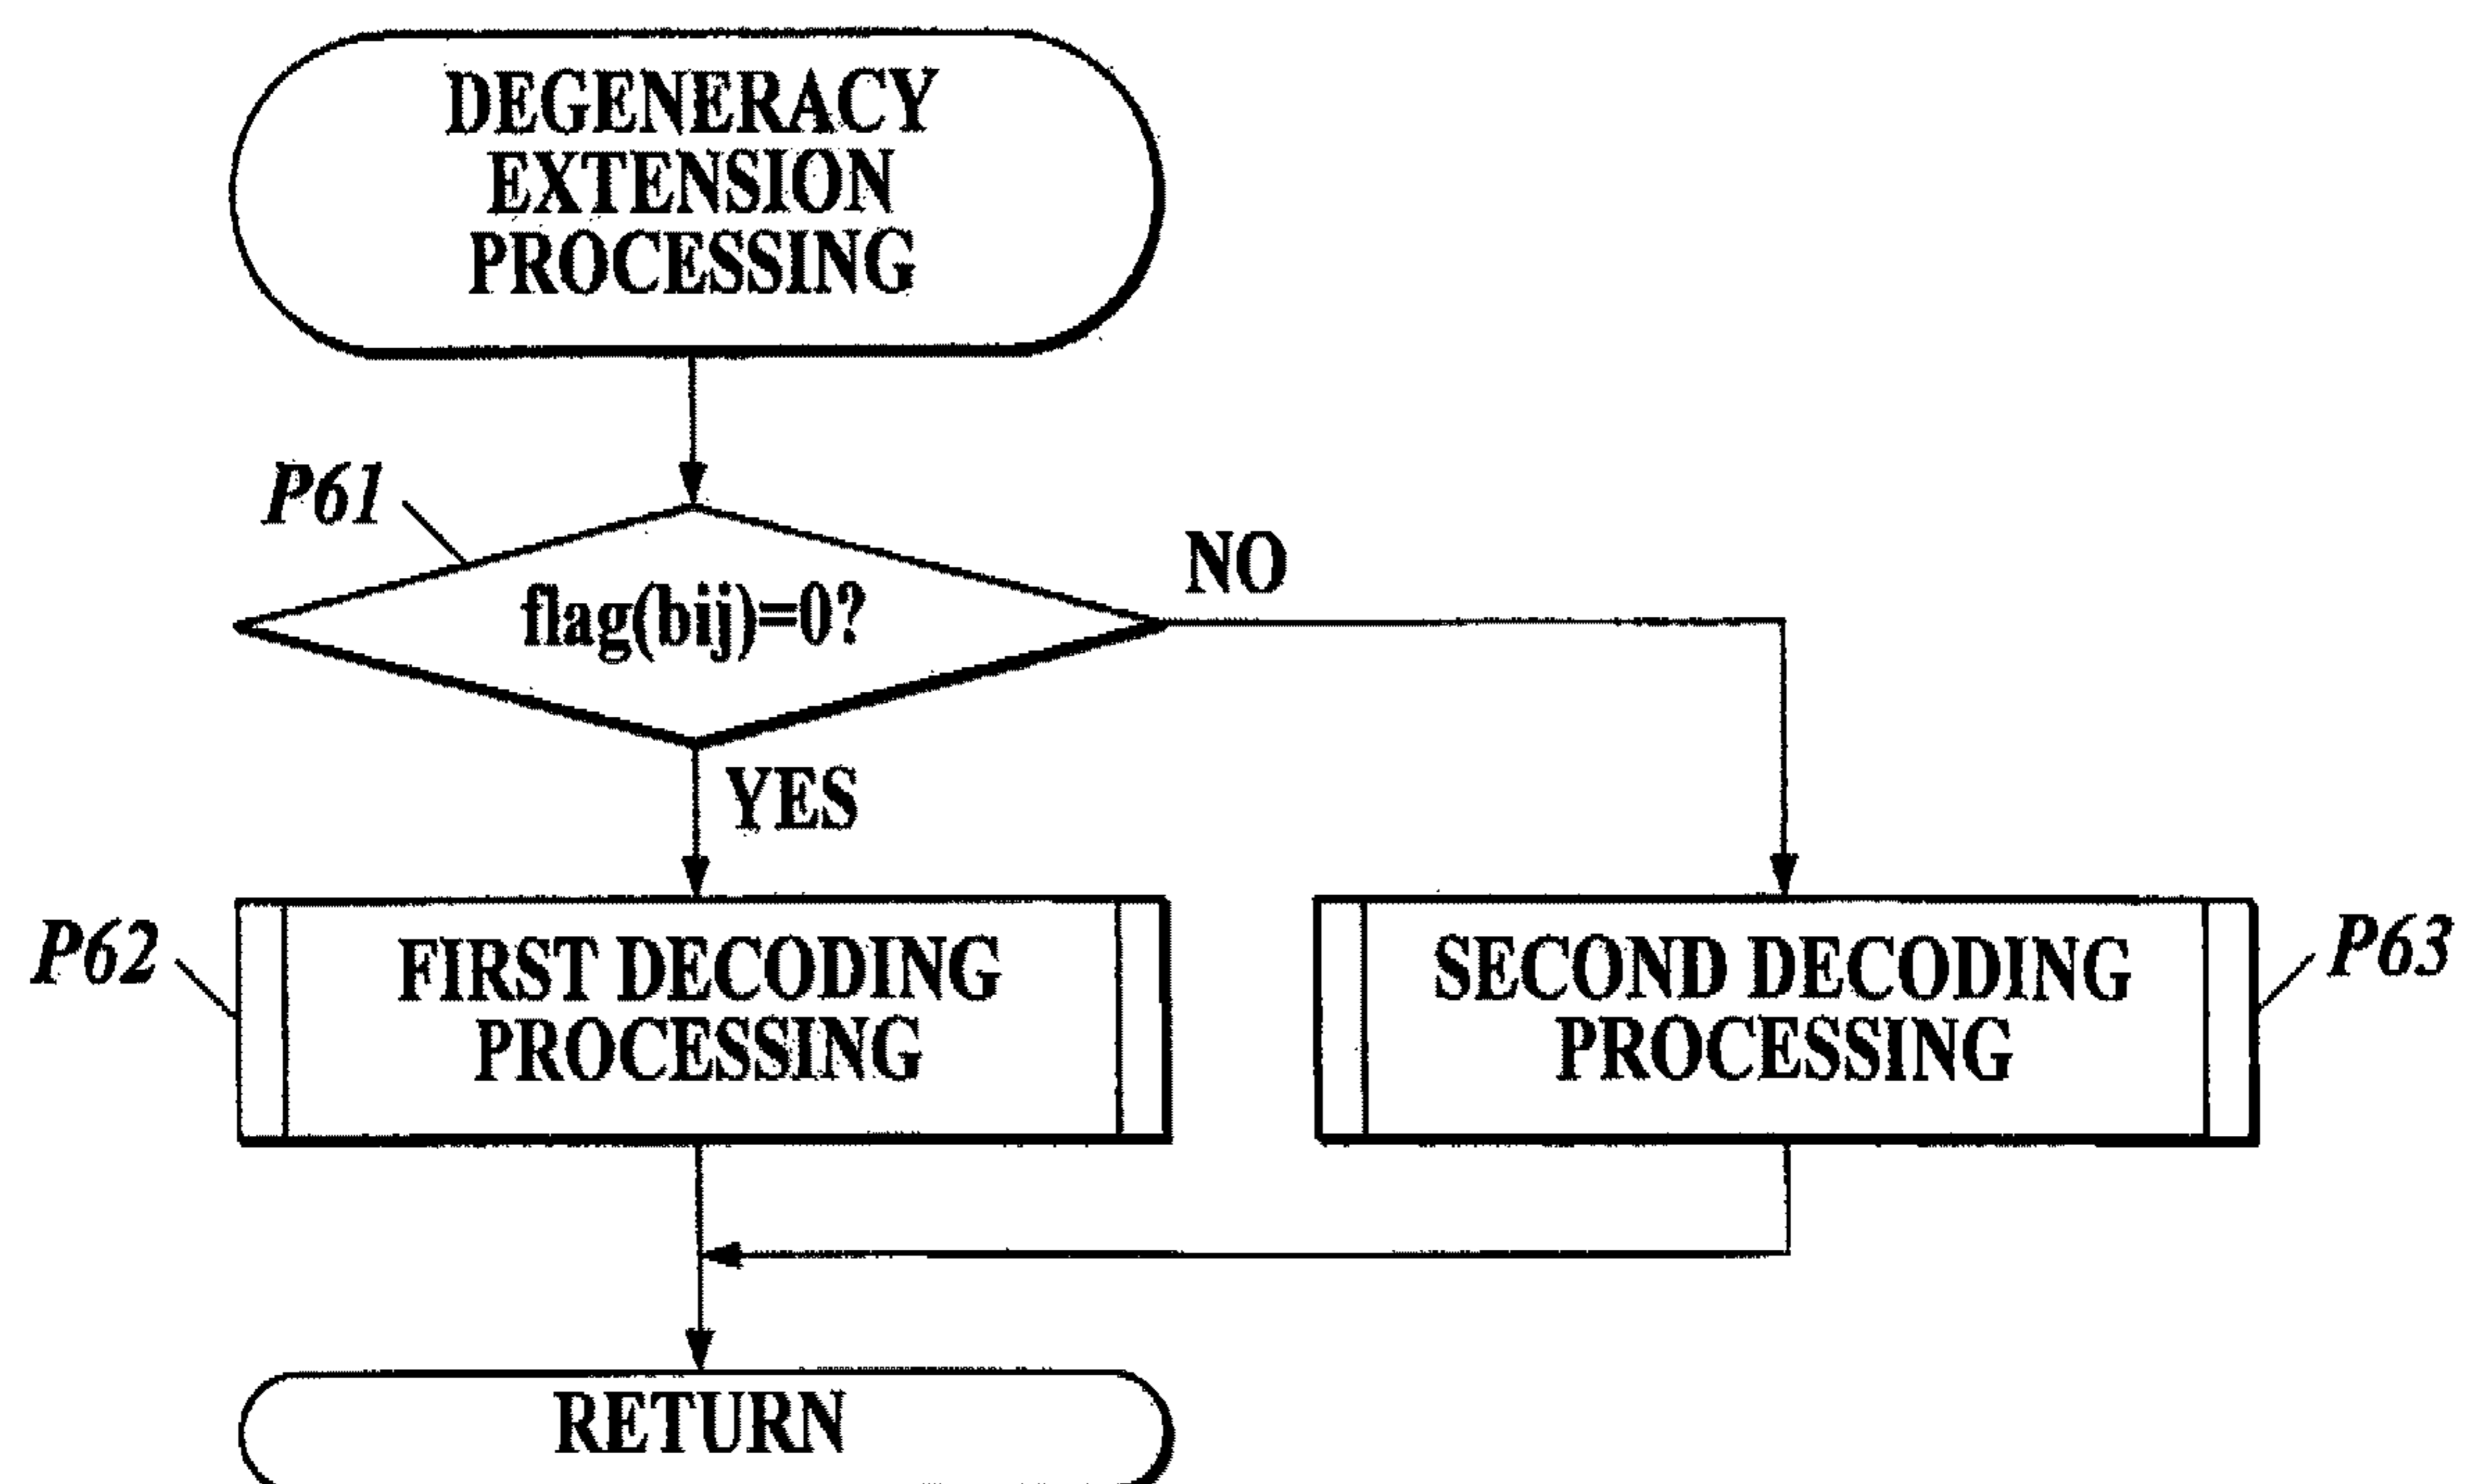 DEGENERACY
EXTENSION
PROCESSING
P61
flag(bij)=0?
NO
YES
P62
FIRST DECODING
PROCESSING
SECOND DECODING
PROCESSING
P63
RETURN